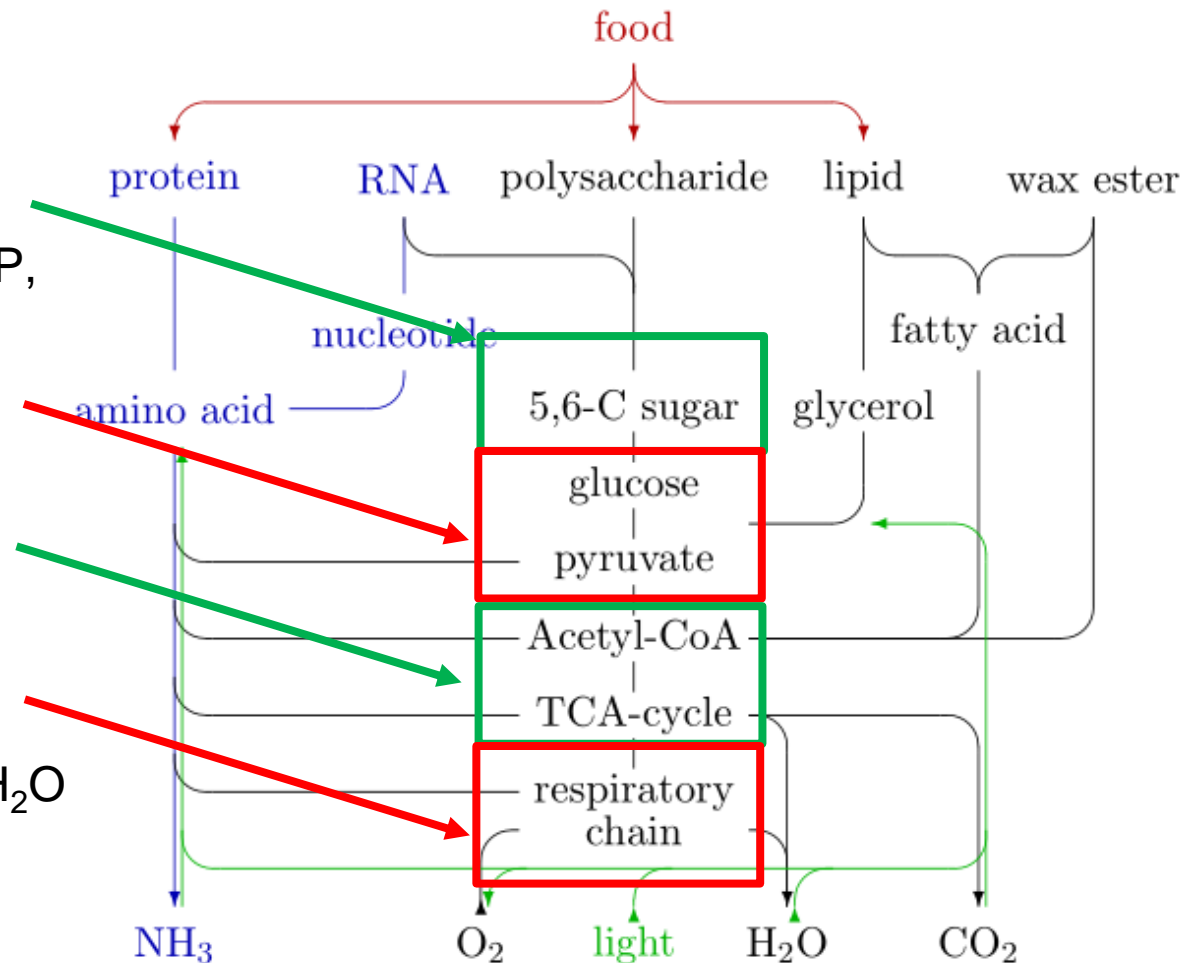 food
protein RNA polysaccharide lipid wax ester
P,
nucleotide fatty acid
amino acid 5,6-C sugar glycerol
glucose
pyruvate
Acetyl-CoA
TCA-cycle
H₂O respiratory
chain
NH₃ O₂ light H₂O CO₂